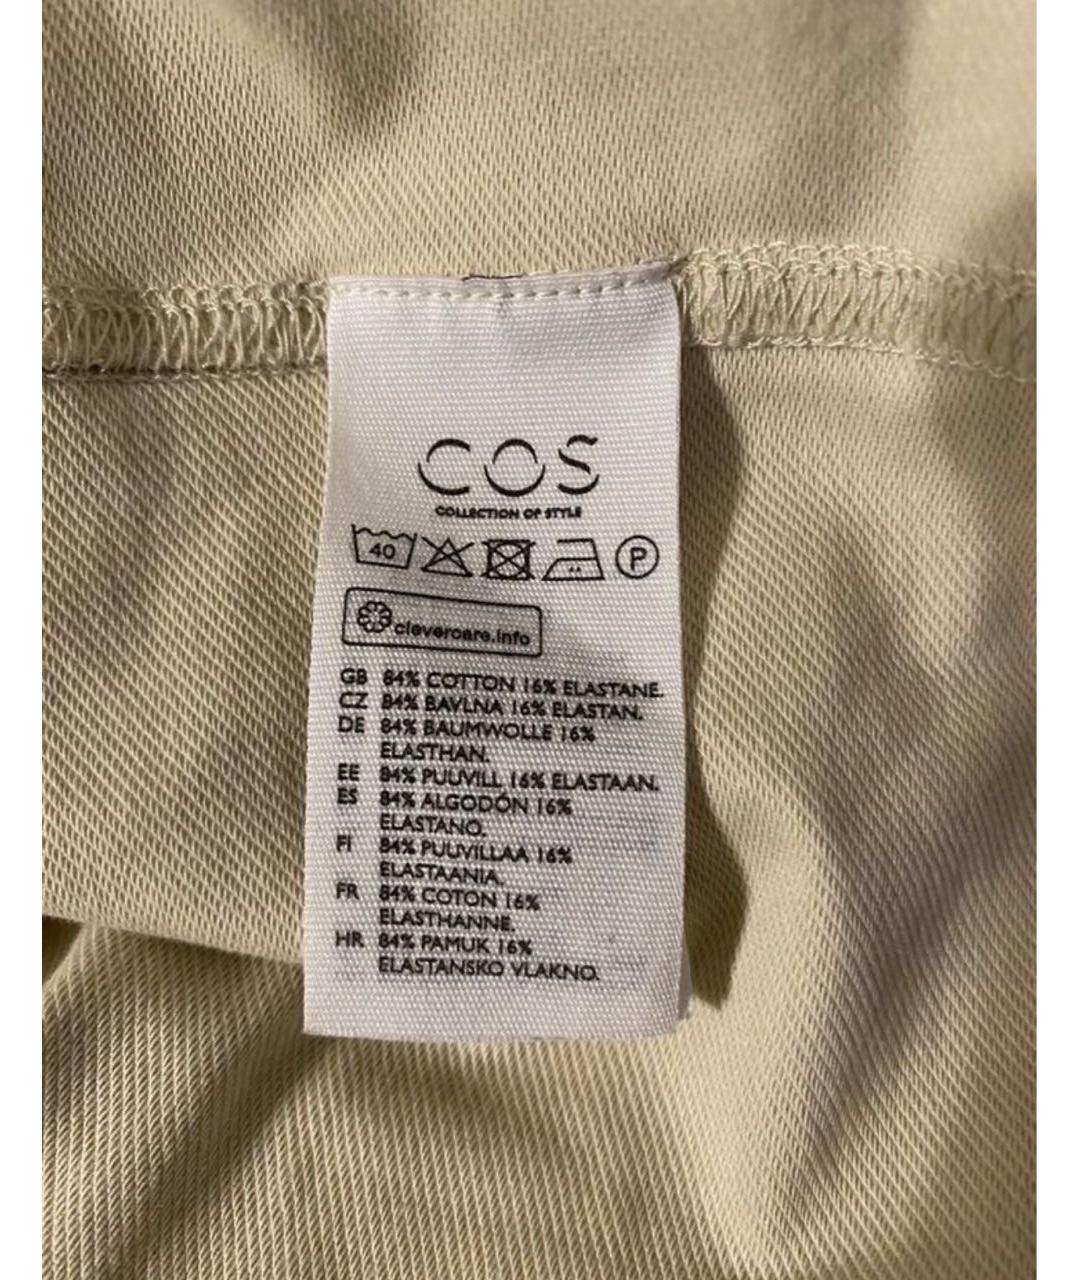 COS
COLLECTION OF STYLE
40 P
clevercare.info
GB 84% COTTON 16% ELASTANE.
CZ 84% BAVLNA 16% ELASTAN.
DE 84% BAUMWOLLE 16%
ELASTHAN.
EE 84% PUUVILL 16% ELASTAAN.
ES 84% ALGODÓN 16%
ELASTANO.
FI 84% PUUVILLAA 16%
ELASTAANIA.
FR 84% COTON 16%
ELASTHANNE.
HR 84% PAMUK 16%
ELASTANSKO VLAKNO.